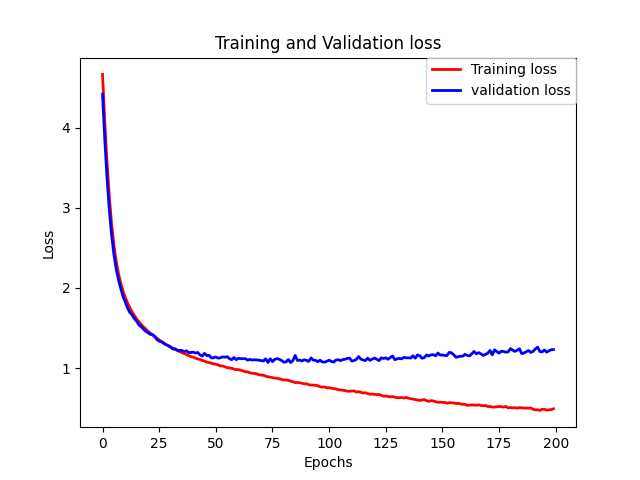 Training and Validation loss
Training loss
validation loss
4
3
2
1
Loss
0 25 50 75 100 125 150 175 200
Epochs